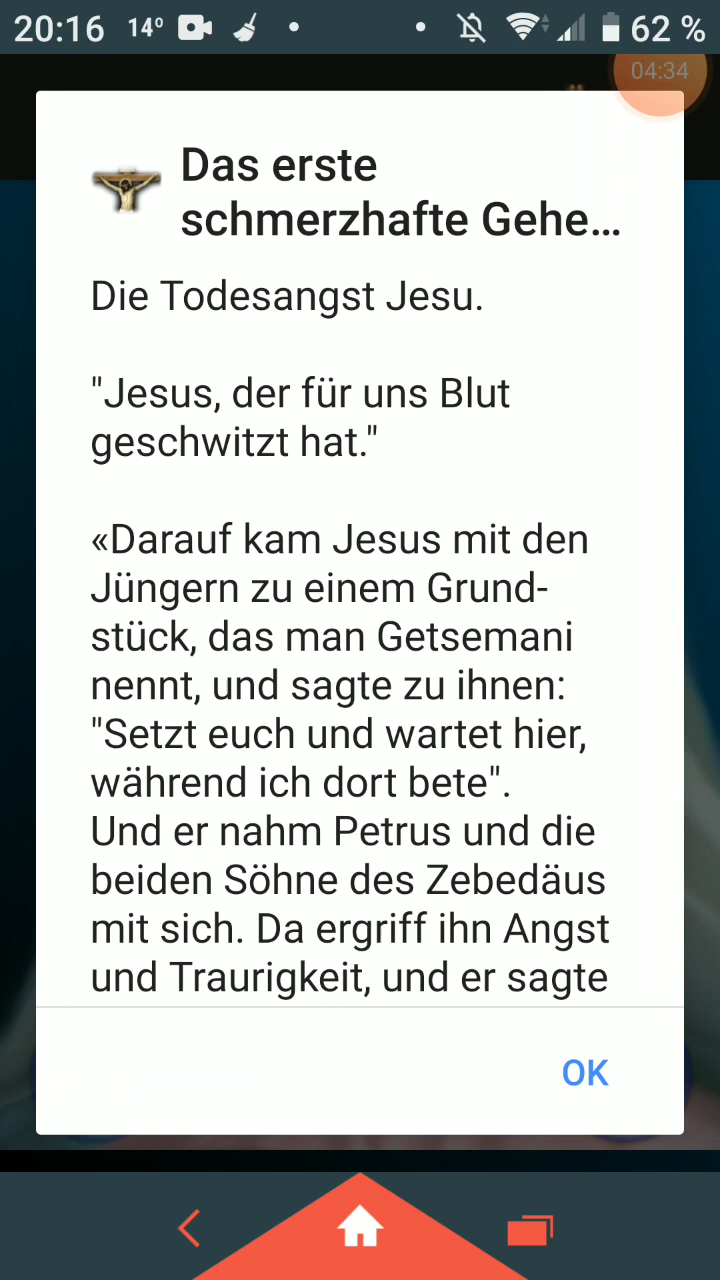 20:16 14° 62 %
04:34
Das erste
schmerzhafte Gehe…
Die Todesangst Jesu.
"Jesus, der für uns Blut
geschwitzt hat."
«Darauf kam Jesus mit den
Jüngern zu einem Grund-
stück, das man Getsemani
nennt, und sagte zu ihnen:
"Setzt euch und wartet hier,
während ich dort bete".
Und er nahm Petrus und die
beiden Söhne des Zebedäus
mit sich. Da ergriff ihn Angst
und Traurigkeit, und er sagte
OK